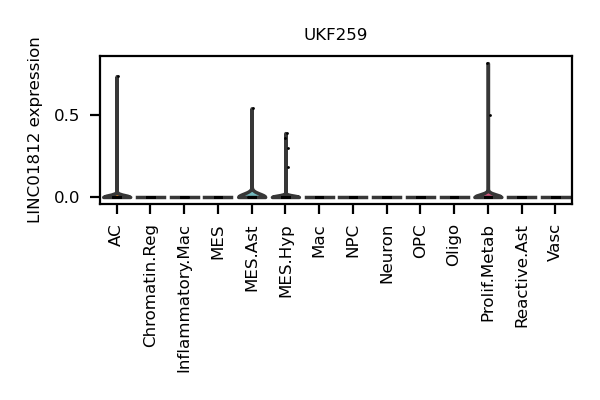 UKF259
LINC01812 expression
0.5
0.0
AC
Chromatin.Reg
Inflammatory.Mac
MES
MES.Ast
MES.Hyp
Mac
NPC
Neuron
OPC
Oligo
Prolif.Metab
Reactive.Ast
Vasc